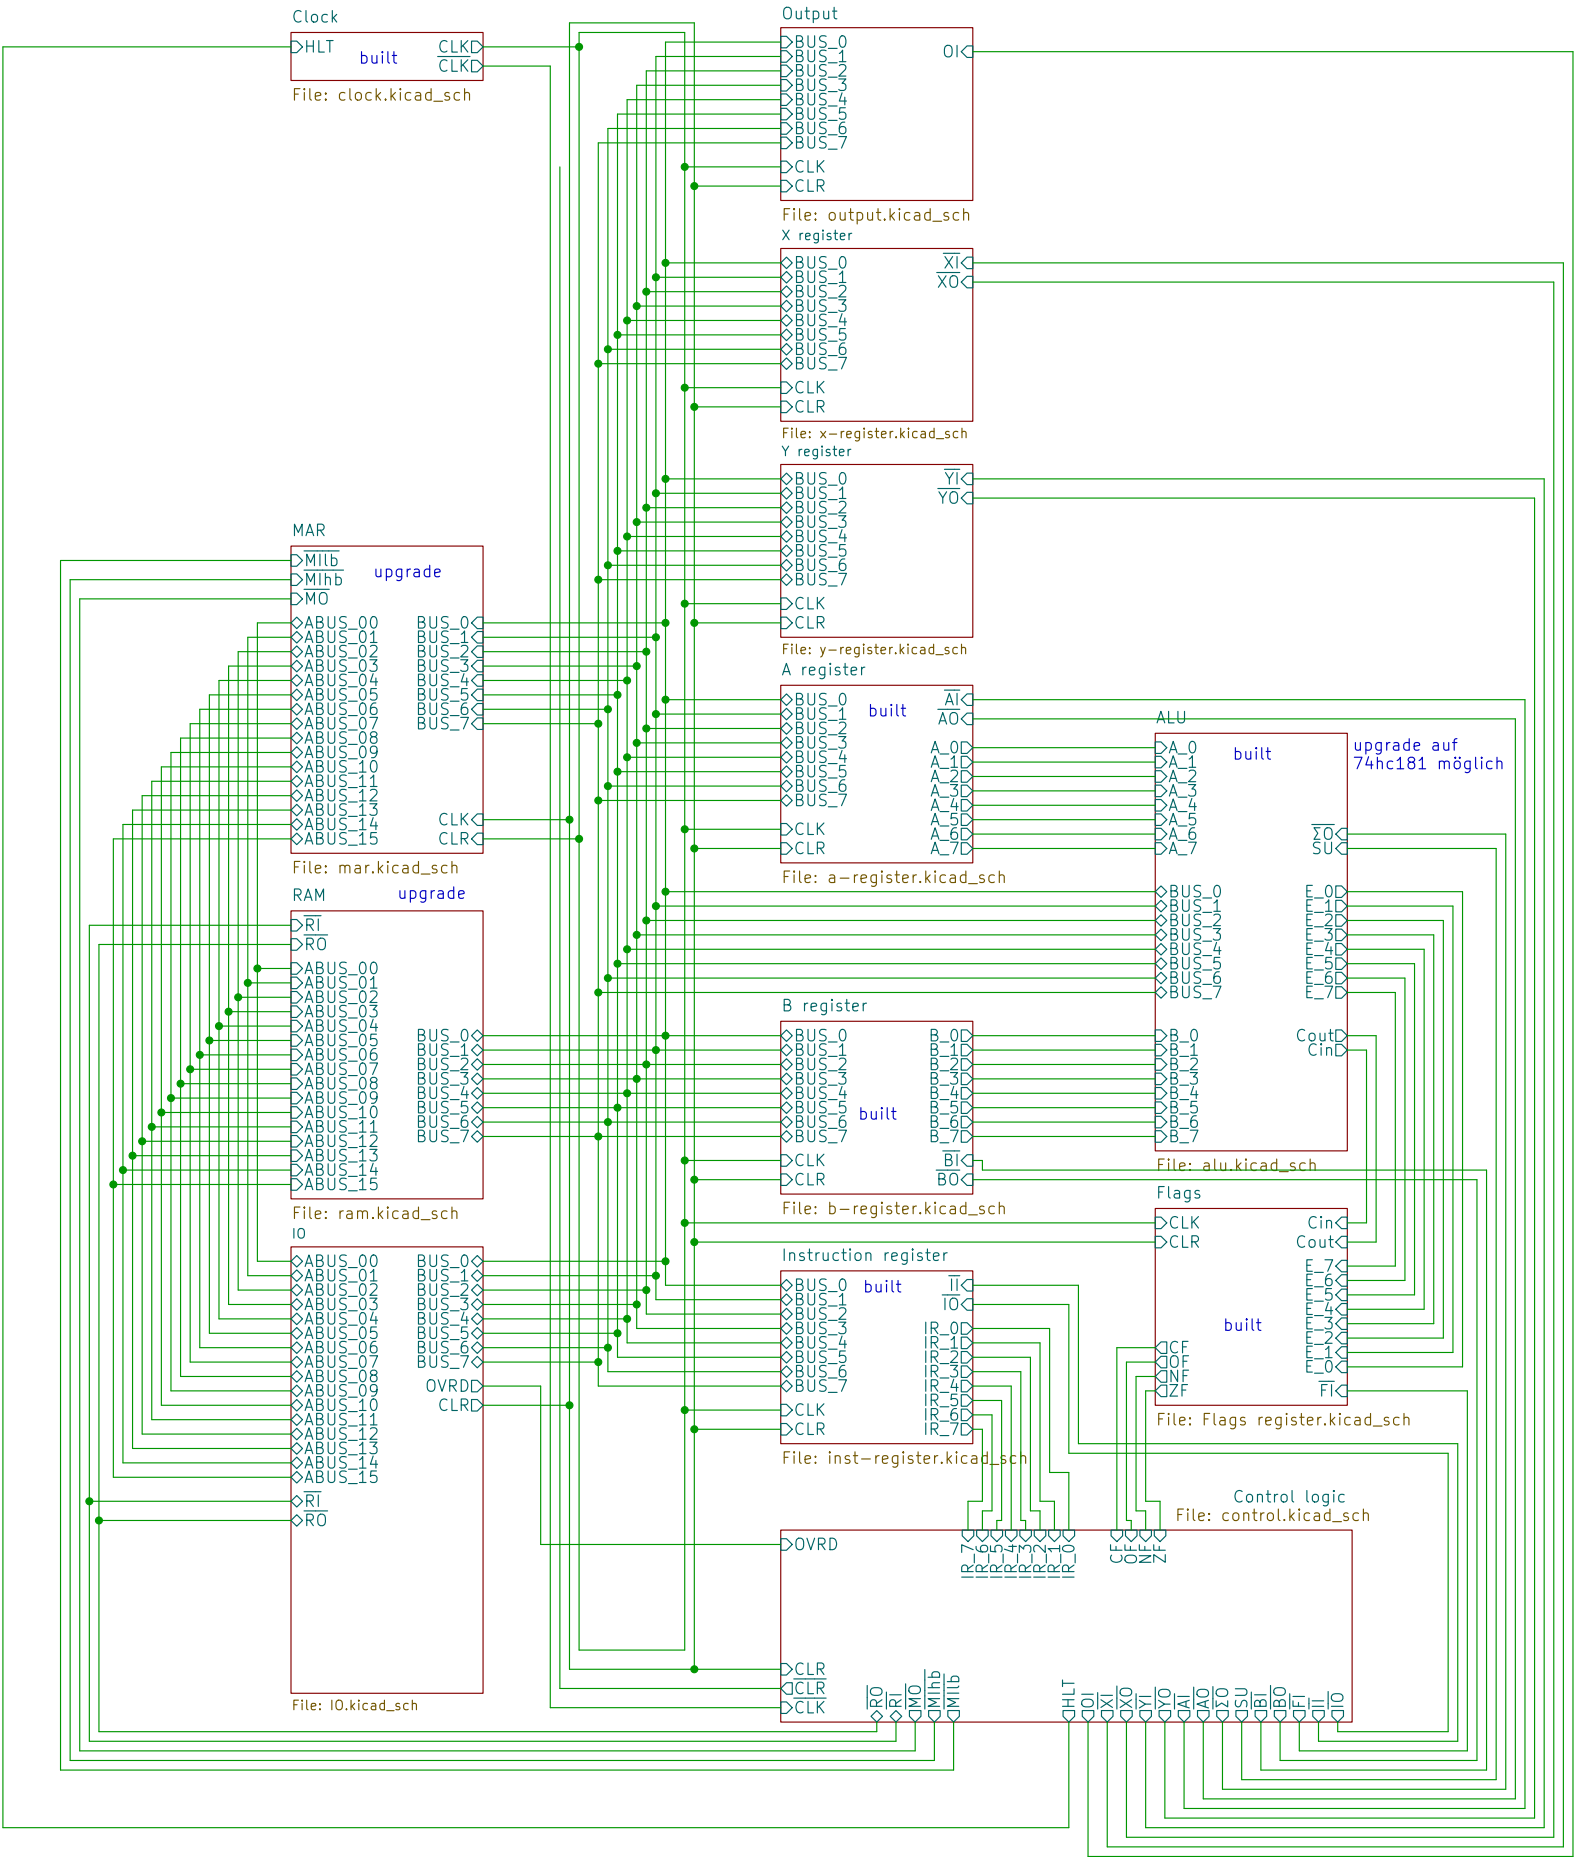 Clock
HLT
CLK
CLK
built
File: clock.kicad_sch
Output
BUS_0
BUS_1
BUS_2
BUS_3
BUS_4
BUS_5
BUS_6
BUS_7
CLK
CLR
OI
File: output.kicad_sch
X register
BUS_0
BUS_1
BUS_2
BUS_3
BUS_4
BUS_5
BUS_6
BUS_7
CLK
CLR
X̅I̅
X̅O̅
File: x-register.kicad_sch
Y register
BUS_0
BUS_1
BUS_2
BUS_3
BUS_4
BUS_5
BUS_6
BUS_7
CLK
CLR
Y̅I̅
Y̅O̅
File: y-register.kicad_sch
MAR
MIlb
MIhb
MO
upgrade
ABUS_00
ABUS_01
ABUS_02
ABUS_03
ABUS_04
ABUS_05
ABUS_06
ABUS_07
ABUS_08
ABUS_09
ABUS_10
ABUS_11
ABUS_12
ABUS_13
ABUS_14
ABUS_15
BUS_0
BUS_1
BUS_2
BUS_3
BUS_4
BUS_5
BUS_6
BUS_7
CLK
CLR
File: mar.kicad_sch
A register
BUS_0
BUS_1
BUS_2
BUS_3
BUS_4
BUS_5
BUS_6
BUS_7
CLK
CLR
built
AI
AO
A_0
A_1
A_2
A_3
A_4
A_5
A_6
A_7
File: a-register.kicad_sch
ALU
built
upgrade auf
74hc181 möglich
A_0
A_1
A_2
A_3
A_4
A_5
A_6
A_7
BUS_0
BUS_1
BUS_2
BUS_3
BUS_4
BUS_5
BUS_6
BUS_7
B_0
B_1
B_2
B_3
B_4
B_5
B_6
B_7
ΣO
SU
E_0
E_1
E_2
E_3
E_4
E_5
E_6
E_7
Cout
Cin
File: alu.kicad_sch
RAM
upgrade
RI
RO
ABUS_00
ABUS_01
ABUS_02
ABUS_03
ABUS_04
ABUS_05
ABUS_06
ABUS_07
ABUS_08
ABUS_09
ABUS_10
ABUS_11
ABUS_12
ABUS_13
ABUS_14
ABUS_15
BUS_0
BUS_1
BUS_2
BUS_3
BUS_4
BUS_5
BUS_6
BUS_7
File: ram.kicad_sch
B register
BUS_0
BUS_1
BUS_2
BUS_3
BUS_4
BUS_5
BUS_6
BUS_7
CLK
CLR
built
B_0
B_1
B_2
B_3
B_4
B_5
B_6
B_7
BI
BO
File: b-register.kicad_sch
Flags
CLK
CLR
CF
OF
NF
ZF
built
Cin
Cout
E_7
E_6
E_5
E_4
E_3
E_2
E_1
E_0
FI
File: Flags register.kicad_sch
IO
ABUS_00
ABUS_01
ABUS_02
ABUS_03
ABUS_04
ABUS_05
ABUS_06
ABUS_07
ABUS_08
ABUS_09
ABUS_10
ABUS_11
ABUS_12
ABUS_13
ABUS_14
ABUS_15
RI
RO
BUS_0
BUS_1
BUS_2
BUS_3
BUS_4
BUS_5
BUS_6
BUS_7
OVRD
CLR
File: IO.kicad_sch
Instruction register
BUS_0
BUS_1
BUS_2
BUS_3
BUS_4
BUS_5
BUS_6
BUS_7
CLK
CLR
built
II
IO
IR_0
IR_1
IR_2
IR_3
IR_4
IR_5
IR_6
IR_7
File: inst-register.kicad_sch
Control logic
File: control.kicad_sch
OVRD
IR_7
IR_6
IR_5
IR_4
IR_3
IR_2
IR_1
IR_0
CF
OF
NF
ZF
CLR
CLR
CLK
RO
RI
MO
MIhb
MIlb
HLT
OI
XI
XO
YI
YO
AI
AO
ΣO
SU
BI
BO
FI
II
IO